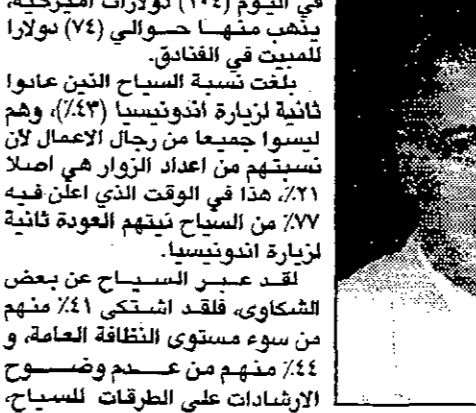 في اليوم (١٠٤) دولارات اميركية،
يذهب منها حوالي (٧٤) دولارا
للمبيت في الفنادق.
بلغت نسبة السياح الذين عادوا
ثانية لزيارة اندونيسيا (٤٣٪)، وهم
ليسوا جميعا من رجال الاعمال لأن
نسبتهم من اعداد الزوار هي اصلا
٢١٪، هذا في الوقت الذي اعلن فيه
٧٧٪ من السياح نيتهم العودة ثانية
لزيارة اندونيسيا.
لقد عبر السياح عن بعض
الشكاوى، فلقد اشتكى ٤١٪ منهم
من سوء مستوى النظافة العامة، و
٤٤٪ منهم من عدم وضوح
الارشادات على الطرقات للسياح،